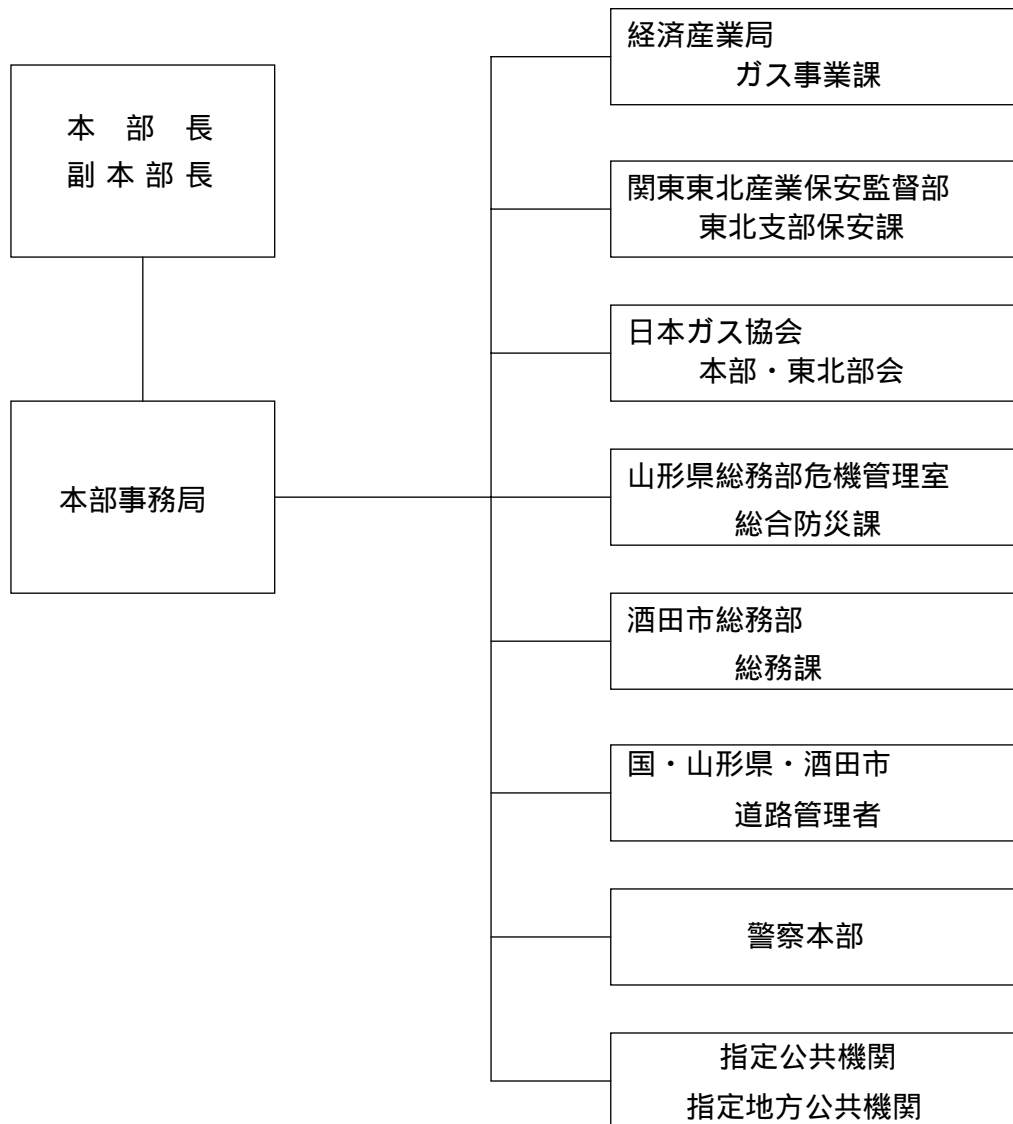 本部長
副本部長
本部事務局
経済産業局
ガス事業課
関東東北産業保安監督部
東北支部保安課
日本ガス協会
本部・東北部会
山形県総務部危機管理室
総合防災課
酒田市総務部
総務課
国・山形県・酒田市
道路管理者
警察本部
指定公共機関
指定地方公共機関